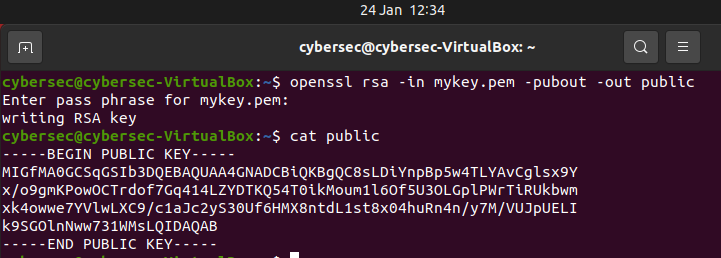 24 Jan 12:34
cybersec@cybersec-VirtualBox: ~
cybersec@cybersec-VirtualBox:~$ openssl rsa -in mykey.pem -pubout -out public
Enter pass phrase for mykey.pem:
writing RSA key
cybersec@cybersec-VirtualBox:~$ cat public
-----BEGIN PUBLIC KEY-----
MIGfMA0GCSqGSIb3DQEBAQUAA4GNADCBiQKBgQC8sLDiYnpBp5w4TLYAvCglsx9Y
x/o9gmKPowOCTrdof7Gq414LZYDTKQ54T0ikMoum1l6Of5U3OLGplPWrTiRUkbwm
xk4owwe7YVlwLXC9/c1aJc2yS30Uf6HMX8ntdL1st8x04huRn4n/y7M/VUJpUELI
k9SGOlnNww731WMsLQIDAQAB
-----END PUBLIC KEY-----